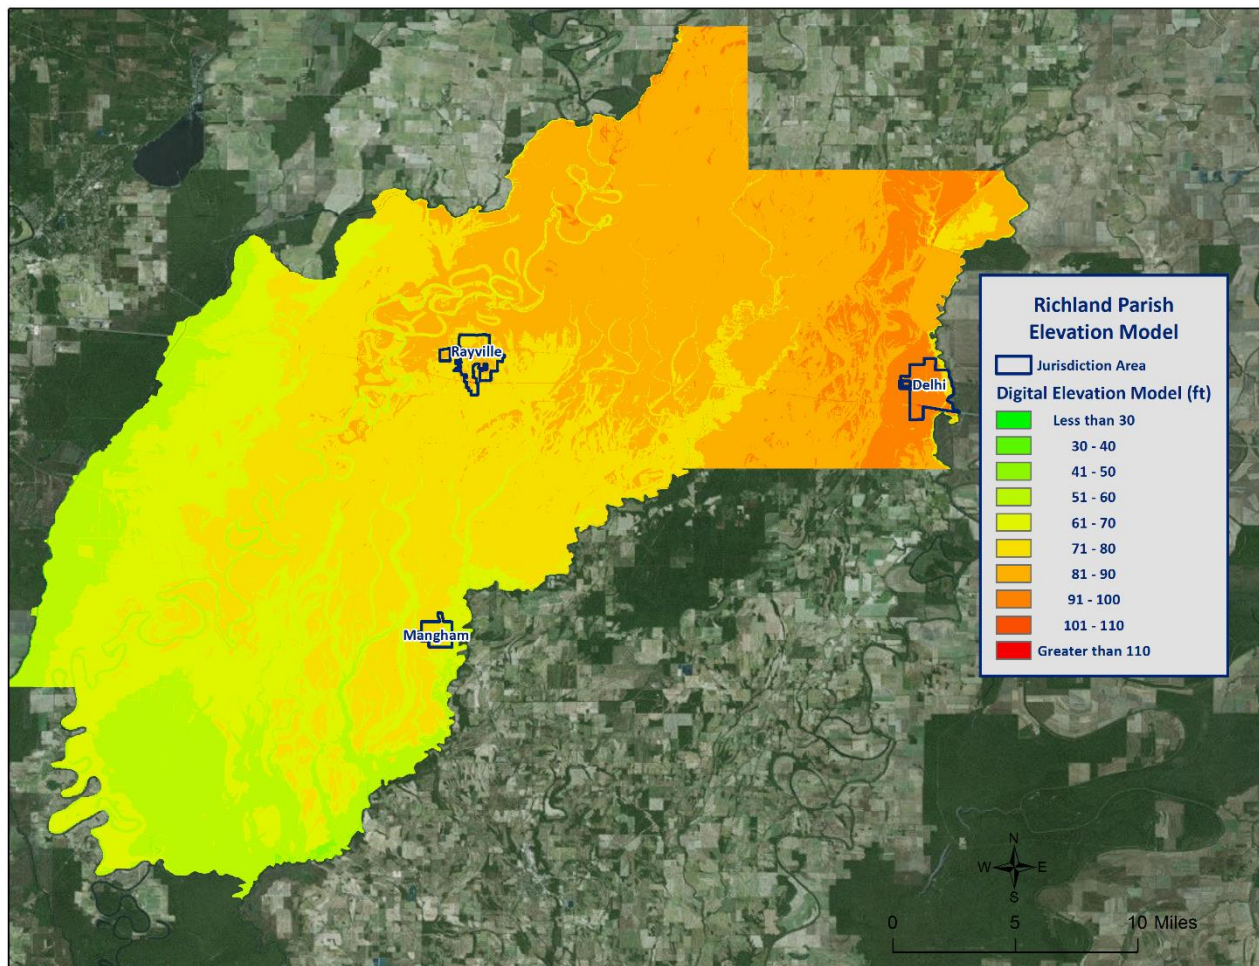 Rayville
Delhi
Mangham
Richland Parish
Elevation Model
Jurisdiction Area
Digital Elevation Model (ft)
Less than 30
30 - 40
41 - 50
51 - 60
61 - 70
71 - 80
81 - 90
91 - 100
101 - 110
Greater than 110
N
W E
S
0 5 10 Miles